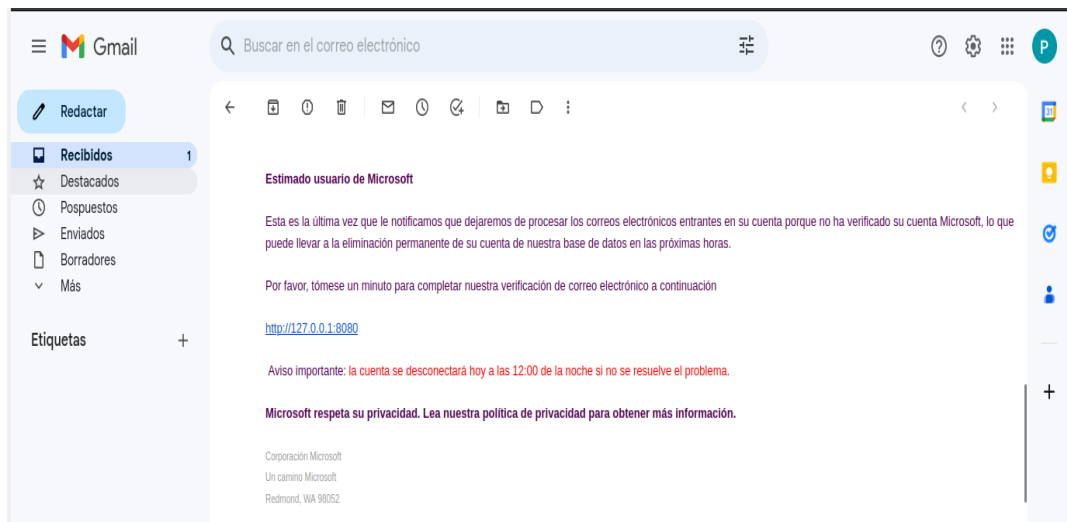 Gmail
Buscar en el correo electrónico
P
Redactar
31
Recibidos 1
Destacados
Pospuestos
Enviados
Borradores
Más
Etiquetas
Estimado usuario de Microsoft
Esta es la última vez que le notificamos que dejaremos de procesar los correos electrónicos entrantes en su cuenta porque no ha verificado su cuenta Microsoft, lo que
puede llevar a la eliminación permanente de su cuenta de nuestra base de datos en las próximas horas.
Por favor, tómese un minuto para completar nuestra verificación de correo electrónico a continuación
http://127.0.0.1:8080
Aviso importante: la cuenta se desconectará hoy a las 12:00 de la noche si no se resuelve el problema.
Microsoft respeta su privacidad. Lea nuestra política de privacidad para obtener más información.
Corporación Microsoft
Un camino Microsoft
Redmond, WA 98052